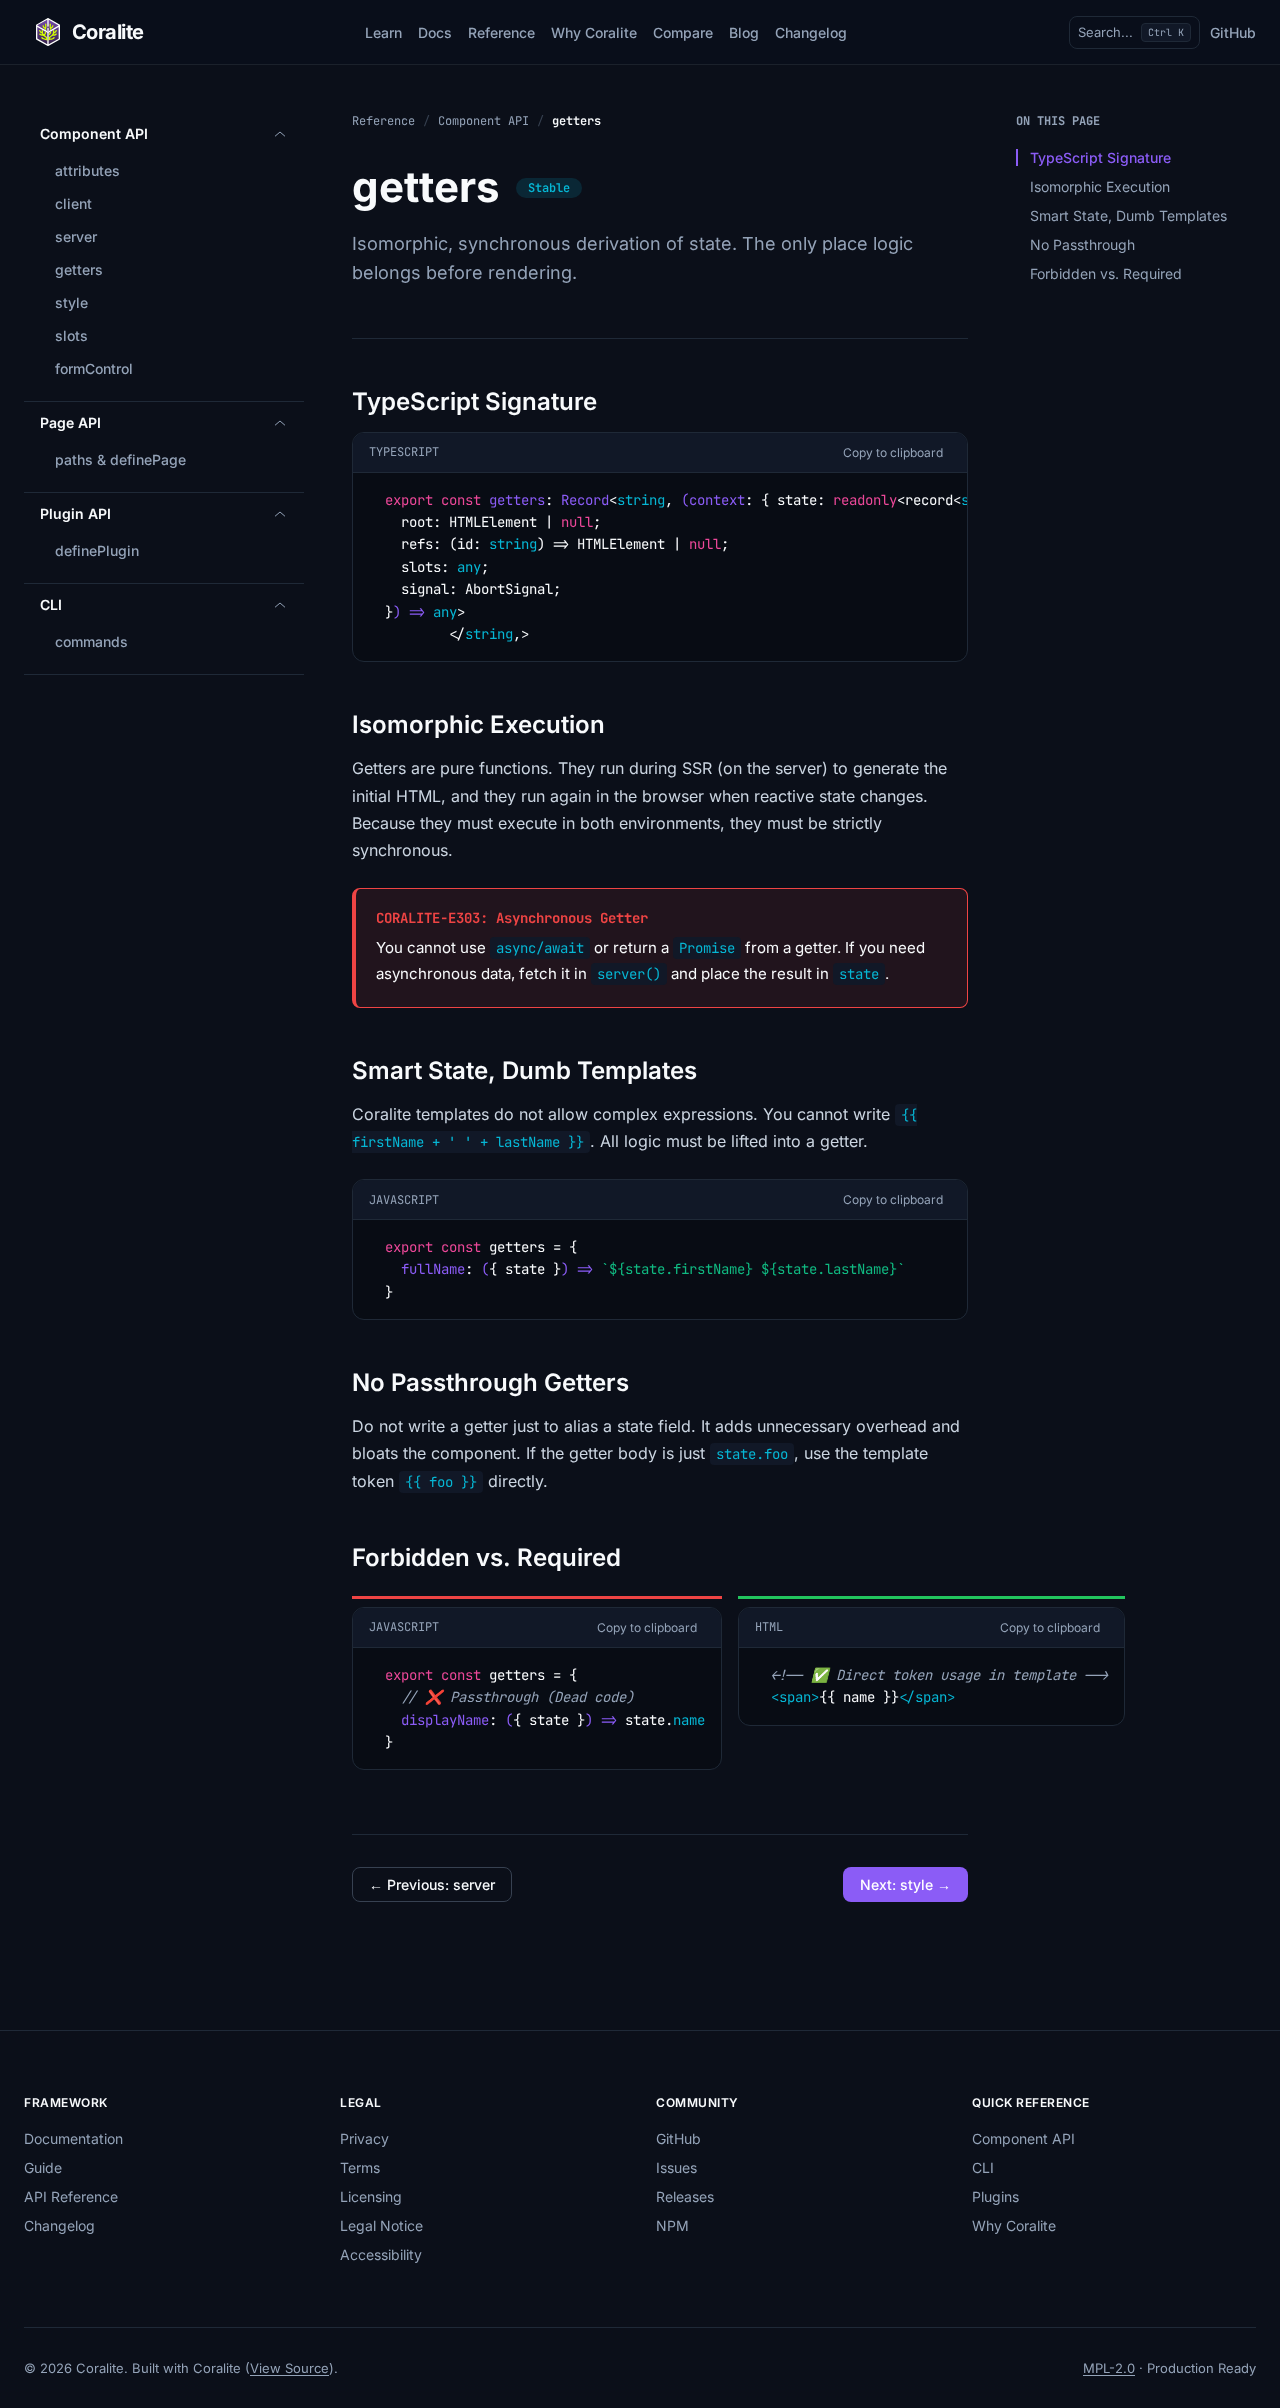 Coralite
Learn Docs Reference Why Coralite Compare Blog Changelog
Search... Ctrl K GitHub
Component API
attributes
client
server
getters
style
slots
formControl
Page API
paths & definePage
Plugin API
definePlugin
CLI
commands
Reference / Component API / getters
getters Stable
Isomorphic, synchronous derivation of state. The only place logic
belongs before rendering.
TypeScript Signature
TYPESCRIPT Copy to clipboard
export const getters: Record<string, (context: { state: readonly<record<s
root: HTMLElement | null;
refs: (id: string) => HTMLElement | null;
slots: any;
signal: AbortSignal;
}) => any>
</string,>
Isomorphic Execution
Getters are pure functions. They run during SSR (on the server) to generate the
initial HTML, and they run again in the browser when reactive state changes.
Because they must execute in both environments, they must be strictly
synchronous.
CORALITE-E303: Asynchronous Getter
You cannot use async/await or return a Promise from a getter. If you need
asynchronous data, fetch it in server() and place the result in state.
Smart State, Dumb Templates
Coralite templates do not allow complex expressions. You cannot write {{
firstName + ' ' + lastName }}. All logic must be lifted into a getter.
JAVASCRIPT Copy to clipboard
export const getters = {
fullName: ({ state }) => `${state.firstName} ${state.lastName}`
}
No Passthrough Getters
Do not write a getter just to alias a state field. It adds unnecessary overhead and
bloats the component. If the getter body is just state.foo, use the template
token {{ foo }} directly.
Forbidden vs. Required
JAVASCRIPT Copy to clipboard
export const getters = {
// ❌ Passthrough (Dead code)
displayName: ({ state }) => state.name
}
HTML Copy to clipboard
<!-- ✅ Direct token usage in template -->
<span>{{ name }}</span>
← Previous: server
Next: style →
ON THIS PAGE
TypeScript Signature
Isomorphic Execution
Smart State, Dumb Templates
No Passthrough
Forbidden vs. Required
FRAMEWORK
Documentation
Guide
API Reference
Changelog
LEGAL
Privacy
Terms
Licensing
Legal Notice
Accessibility
COMMUNITY
GitHub
Issues
Releases
NPM
QUICK REFERENCE
Component API
CLI
Plugins
Why Coralite
© 2026 Coralite. Built with Coralite (View Source).
MPL-2.0 · Production Ready